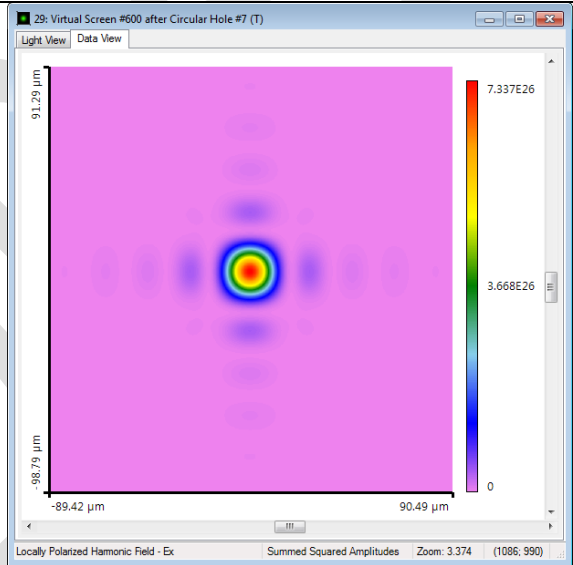 29: Virtual Screen #600 after Circular Hole #7 (T)
Light View Data View
91.29 µm
-98.79 µm
-89.42 µm 90.49 µm
7.337E26
3.668E26
0
Locally Polarized Harmonic Field - Ex Summed Squared Amplitudes Zoom: 3.374 (1086; 990)